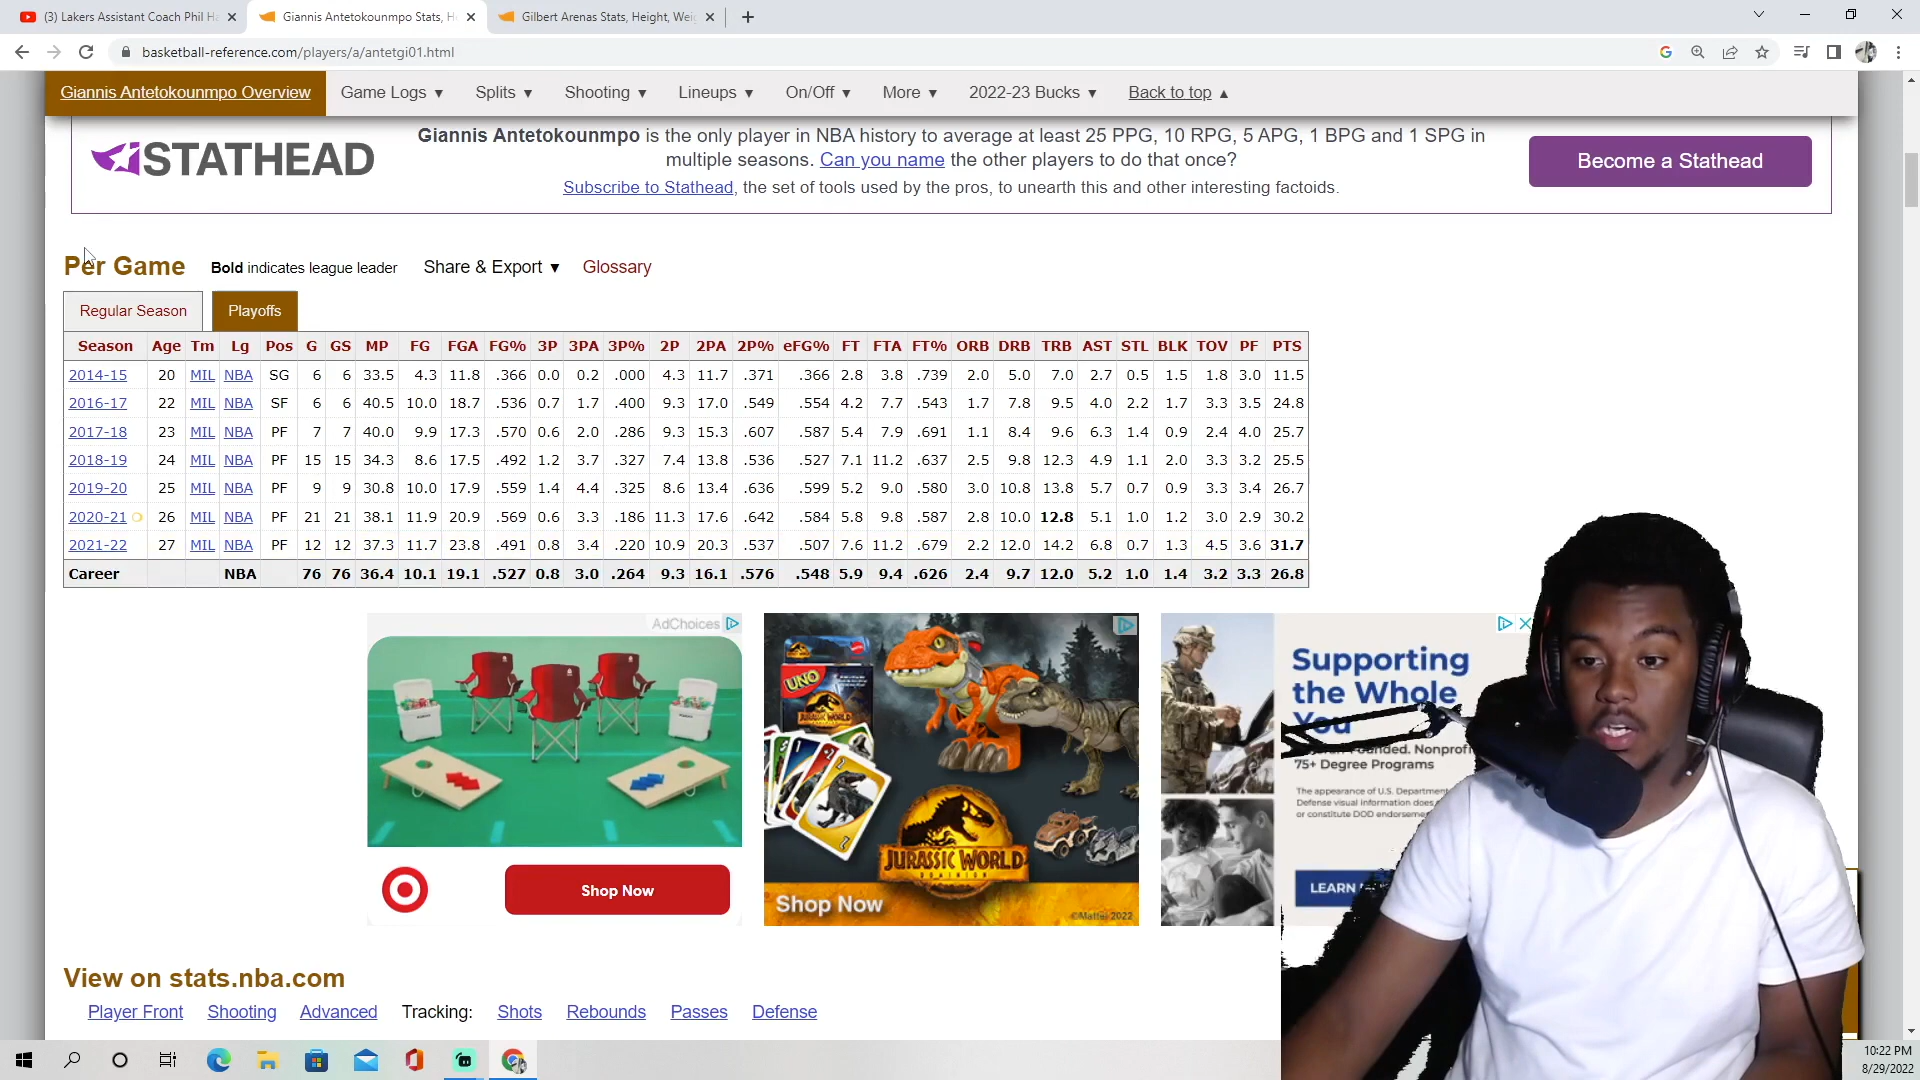 (3) Lakers Assistant Coach Phil Ha
Giannis Antetokounmpo Stats, H
Gilbert Arenas Stats, Height, Wei
basketball-reference.com/players/a/antetgi01.html
Giannis Antetokounmpo Overview Game Logs ▼ Splits ▼ Shooting ▼ Lineups ▼ On/Off ▼ More ▼ 2022-23 Bucks ▼ Back to top ▲
STATHEAD
Giannis Antetokounmpo is the only player in NBA history to average at least 25 PPG, 10 RPG, 5 APG, 1 BPG and 1 SPG in
multiple seasons. Can you name the other players to do that once?
Subscribe to Stathead, the set of tools used by the pros, to unearth this and other interesting factoids.
Become a Stathead
Per Game Bold indicates league leader Share & Export ▼ Glossary
Regular Season Playoffs
Season Age Tm Lg Pos G GS MP FG FGA FG% 3P 3PA 3P% 2P 2PA 2P% eFG% FT FTA FT% ORB DRB TRB AST STL BLK TOV PF PTS
2014-15 20 MIL NBA SG 6 6 33.5 4.3 11.8 .366 0.0 0.2 .000 4.3 11.7 .371 .366 2.8 3.8 .739 2.0 5.0 7.0 2.7 0.5 1.5 1.8 3.0 11.5
2016-17 22 MIL NBA SF 6 6 40.5 10.0 18.7 .536 0.7 1.7 .400 9.3 17.0 .549 .554 4.2 7.7 .543 1.7 7.8 9.5 4.0 2.2 1.7 3.3 3.5 24.8
2017-18 23 MIL NBA PF 7 7 40.0 9.9 17.3 .570 0.6 2.0 .286 9.3 15.3 .607 .587 5.4 7.9 .691 1.1 8.4 9.6 6.3 1.4 0.9 2.4 4.0 25.7
2018-19 24 MIL NBA PF 15 15 34.3 8.6 17.5 .492 1.2 3.7 .327 7.4 13.8 .536 .527 7.1 11.2 .637 2.5 9.8 12.3 4.9 1.1 2.0 3.3 3.2 25.5
2019-20 25 MIL NBA PF 9 9 30.8 10.0 17.9 .559 1.4 4.4 .325 8.6 13.4 .636 .599 5.2 9.0 .580 3.0 10.8 13.8 5.7 0.7 0.9 3.3 3.4 26.7
2020-21 26 MIL NBA PF 21 21 38.1 11.9 20.9 .569 0.6 3.3 .186 11.3 17.6 .642 .584 5.8 9.8 .587 2.8 10.0 12.8 5.1 1.0 1.2 3.0 2.9 30.2
2021-22 27 MIL NBA PF 12 12 37.3 11.7 23.8 .491 0.8 3.4 .220 10.9 20.3 .537 .507 7.6 11.2 .679 2.2 12.0 14.2 6.8 0.7 1.3 4.5 3.6 31.7
Career NBA 76 76 36.4 10.1 19.1 .527 0.8 3.0 .264 9.3 16.1 .576 .548 5.9 9.4 .626 2.4 9.7 12.0 5.2 1.0 1.4 3.2 3.3 26.8
AdChoices
Shop Now
UNO
JURASSIC WORLD
DOMINION
Shop Now
©Mattel 2022
Supporting
the Whole
You
Founded. Nonprofi
75+ Degree Programs
The appearance of U.S. Department
Defense visual information does
or constitute DOD endorseme
LEARN
View on stats.nba.com
Player Front Shooting Advanced Tracking: Shots Rebounds Passes Defense
10:22 PM
8/29/2022